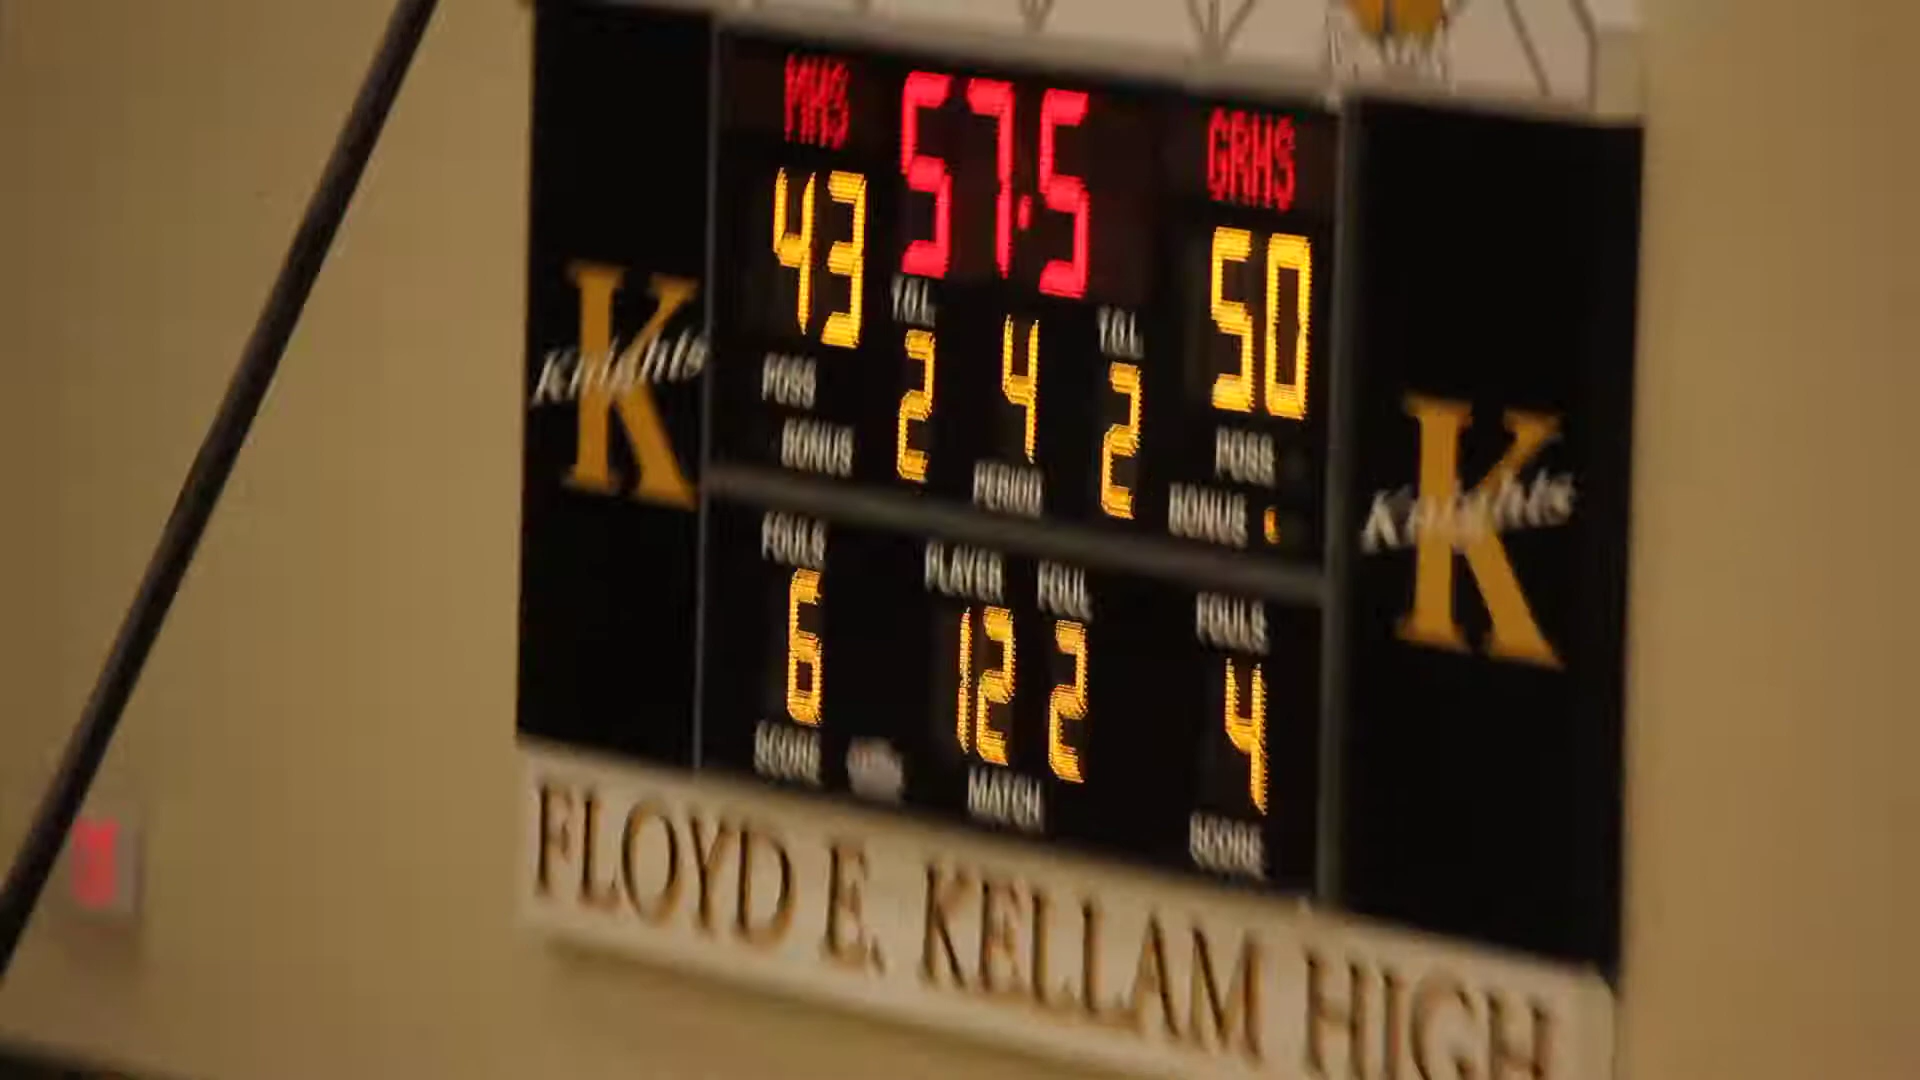 MHS 57.5 GRHS
43 50
T.O.L. T.O.L.
2 4 2
POSS POSS
BONUS PERIOD BONUS
FOULS PLAYER FOUL FOULS
6 12 2 4
SCORE MATCH SCORE
K
Knights
K
Knights
FLOYD E. KELLAM HIGH